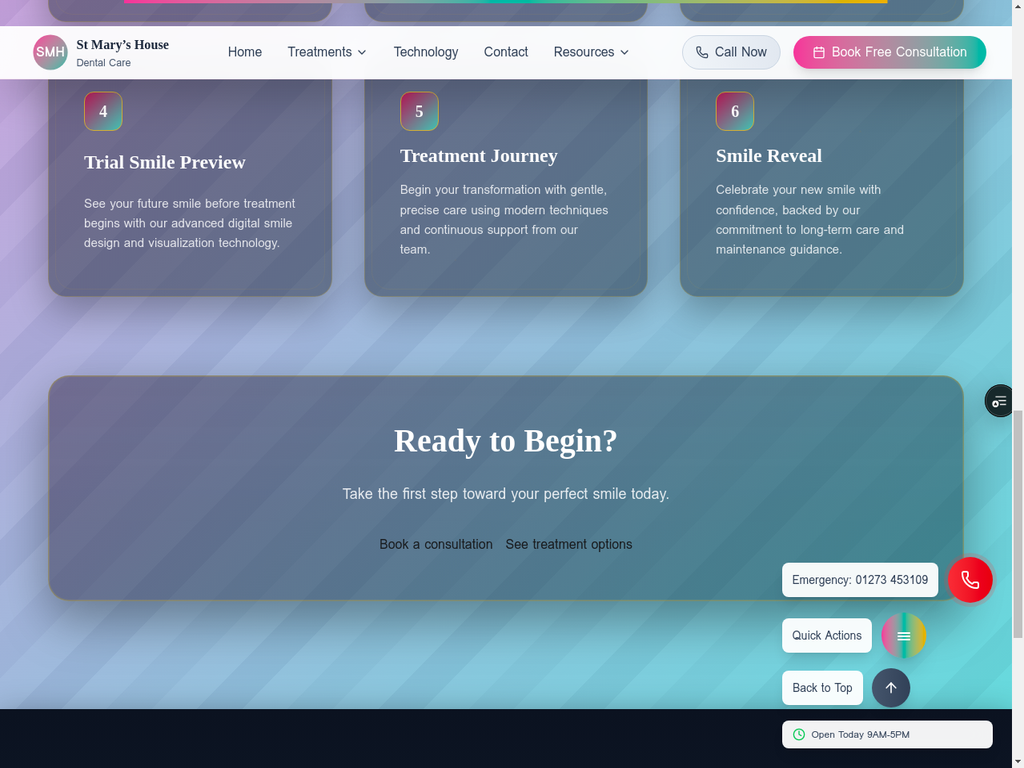 SMH
St Mary’s House
Dental Care
Home
Treatments
Technology
Contact
Resources
Call Now
Book Free Consultation
4
Trial Smile Preview
See your future smile before treatment
begins with our advanced digital smile
design and visualization technology.
5
Treatment Journey
Begin your transformation with gentle,
precise care using modern techniques
and continuous support from our
team.
6
Smile Reveal
Celebrate your new smile with
confidence, backed by our
commitment to long-term care and
maintenance guidance.
Ready to Begin?
Take the first step toward your perfect smile today.
Book a consultation
See treatment options
Emergency: 01273 453109
Quick Actions
Back to Top
Open Today 9AM-5PM